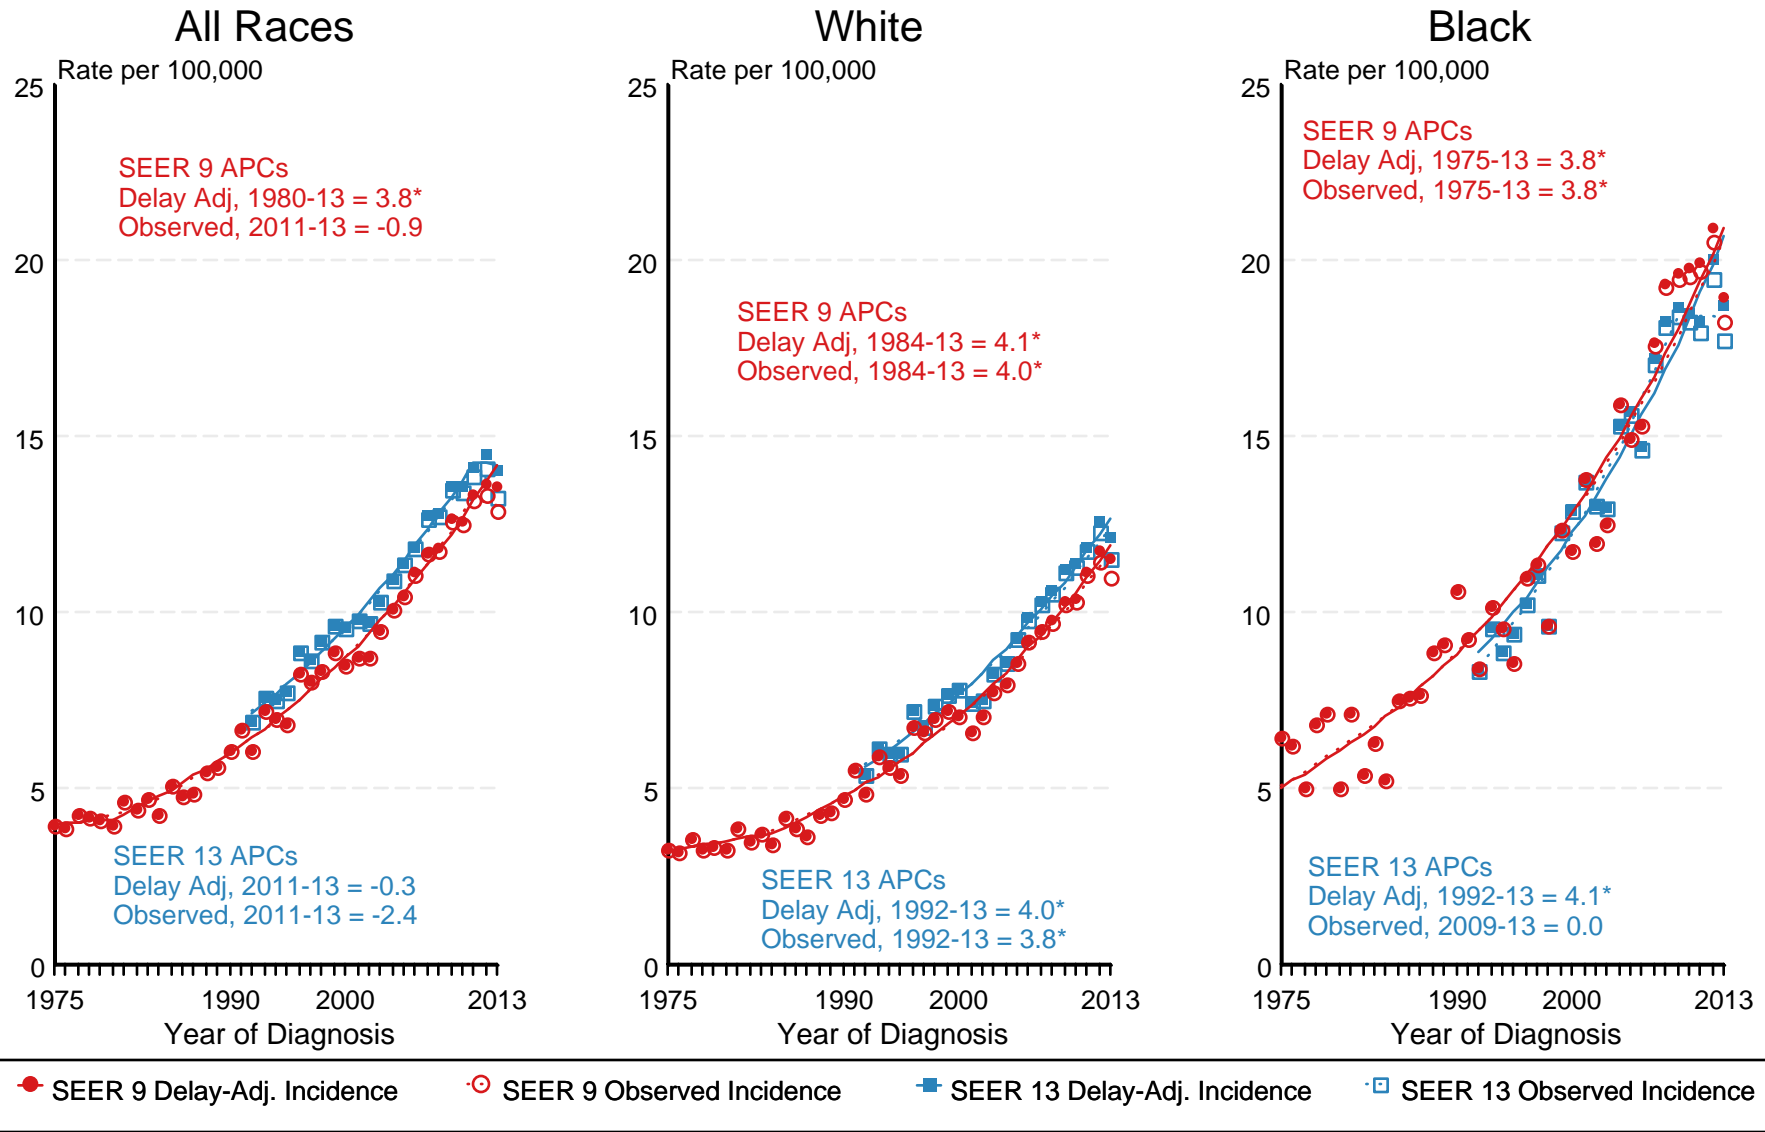 All Races
Rate per 100,000
25
20
15
10
5
0
SEER 9 APCs
Delay Adj, 1980-13 = 3.8*
Observed, 2011-13 = -0.9
SEER 13 APCs
Delay Adj, 2011-13 = -0.3
Observed, 2011-13 = -2.4
1975 1990 2000 2013
Year of Diagnosis
White
Rate per 100,000
25
20
15
10
5
0
SEER 9 APCs
Delay Adj, 1984-13 = 4.1*
Observed, 1984-13 = 4.0*
SEER 13 APCs
Delay Adj, 1992-13 = 4.0*
Observed, 1992-13 = 3.8*
1975 1990 2000 2013
Year of Diagnosis
Black
Rate per 100,000
25
20
15
10
5
0
SEER 9 APCs
Delay Adj, 1975-13 = 3.8*
Observed, 1975-13 = 3.8*
SEER 13 APCs
Delay Adj, 1992-13 = 4.1*
Observed, 2009-13 = 0.0
1975 1990 2000 2013
Year of Diagnosis
SEER 9 Delay-Adj. Incidence SEER 9 Observed Incidence SEER 13 Delay-Adj. Incidence SEER 13 Observed Incidence